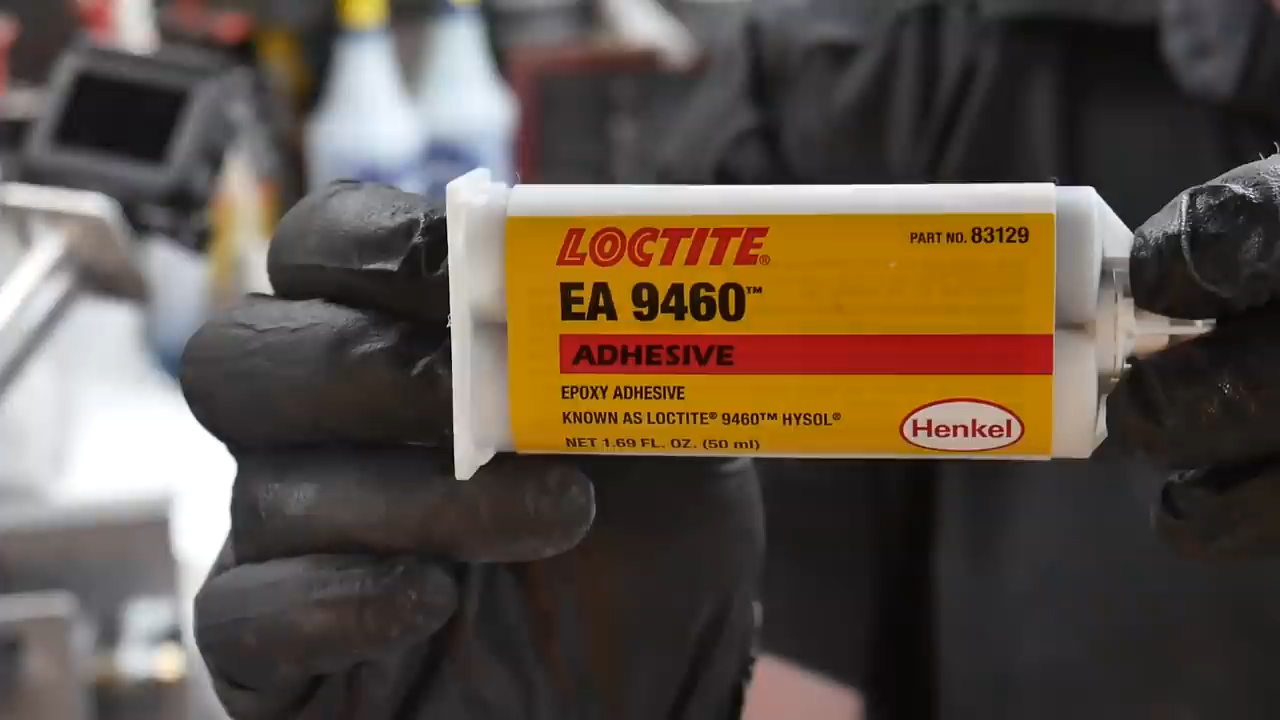 LOCTITE®
PART NO. 83129
EA 9460™
ADHESIVE
EPOXY ADHESIVE
KNOWN AS LOCTITE® 9460™ HYSOL®
NET 1.69 FL. OZ. (50 ml)
Henkel